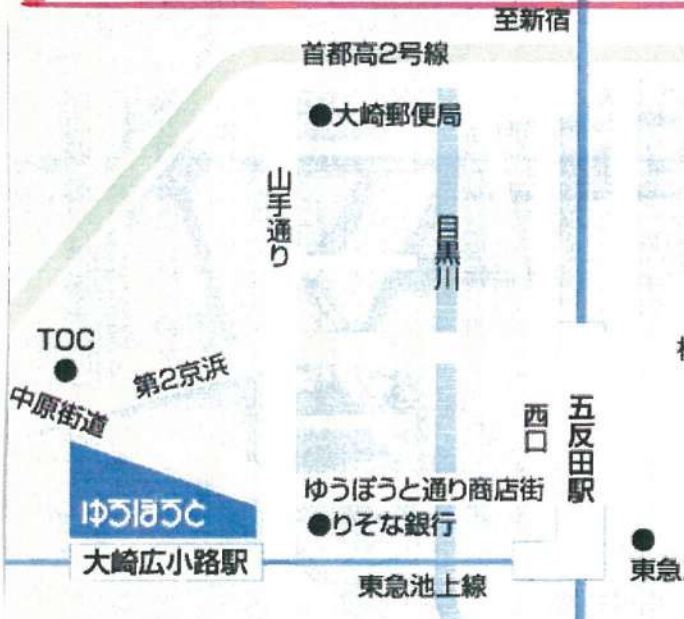 至新宿
首都高2号線
大崎郵便局
山手通り
目黒川
TOC
第2京浜
中原街道
西口
五反田駅
ゆうぽうと通り商店街
ゆうぽうと
りそな銀行
大崎広小路駅
東急池上線
東急